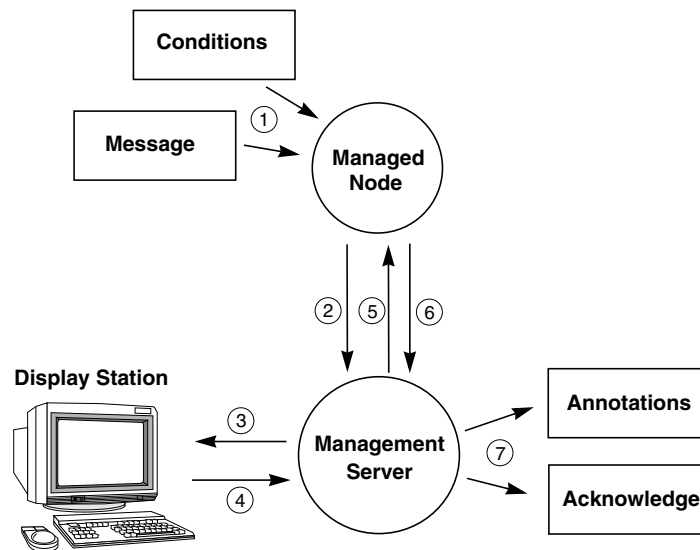 Conditions
1
Message
Managed
Node
2
5
6
Display Station
3
4
Management
Server
7
Annotations
Acknowledge